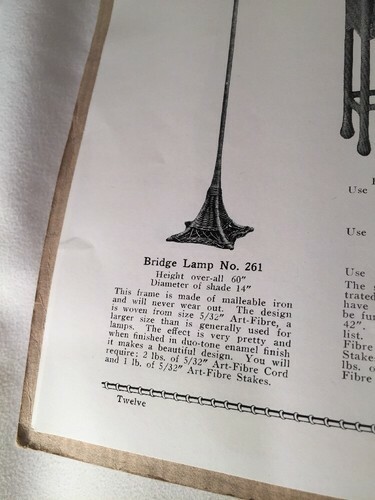 Bridge Lamp No. 261
Height over-all 60"
Diameter of shade 14"
This frame is made of malleable iron
and will never wear out. The design
is woven from size 5/32" Art-Fibre, a
larger size than is generally used for
lamps. The effect is very pretty and
when finished in duo-tone enamel finish
it makes a beautiful design. You will
require: 2 lbs. of 5/32" Art-Fibre Cord
and 1 lb. of 5/32" Art-Fibre Stakes.
Twelve
Use
Use
Use
The
trated
have
be fur
42".
list.
Fibre
Stakes
lbs. o
Fibre